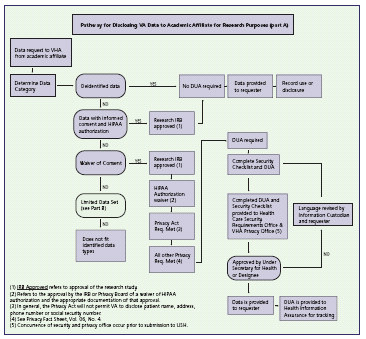 Pathway for Disclosing VA Data to Academic Affiliate for Research Purposes (part A)
Data request to VHA
from academic affiliate
Determine Data
Category
Deidentified data
YES
No DUA required
Data provided
to requester
Record use or
disclosure
NO
Data with informed
consent and HIPAA
authorization
YES
Research IRB
approved (1)
NO
Waiver of Consent
YES
Research IRB
approved (1)
NO
Limited Data Set
(see Part B)
NO
Does not fit
identified data
types
HIPAA
Authorization
waiver (2)
Privacy Act
Req. Met (3)
All other Privacy
Req. Met (4)
DUA required
Complete Security
Checklist and DUA
Completed DUA and
Security Checklist
provided to Health
Care Security
Requirements Office &
VHA Privacy Office (5)
Language revised by
Information Custodian
and requester
NO
Approved by Under
Secretary for Health
or Designee
Data is provided to
requester
DUA is provided to
Health Information
Assurance for tracking
(1) IRB Approved refers to approval of the research study.
(2) Refers to the approval by the IRB or Privacy Board of a waiver of HIPAA
authorization and the appropriate documentation of that approval.
(3) In general, the Privacy Act will not permit VA to disclose patient name, address,
phone number or social security number.
(4) See Privacy Fact Sheet, Vol. 06, No. 4.
(5) Concurrence of security and privacy office occur prior to submission to USH.